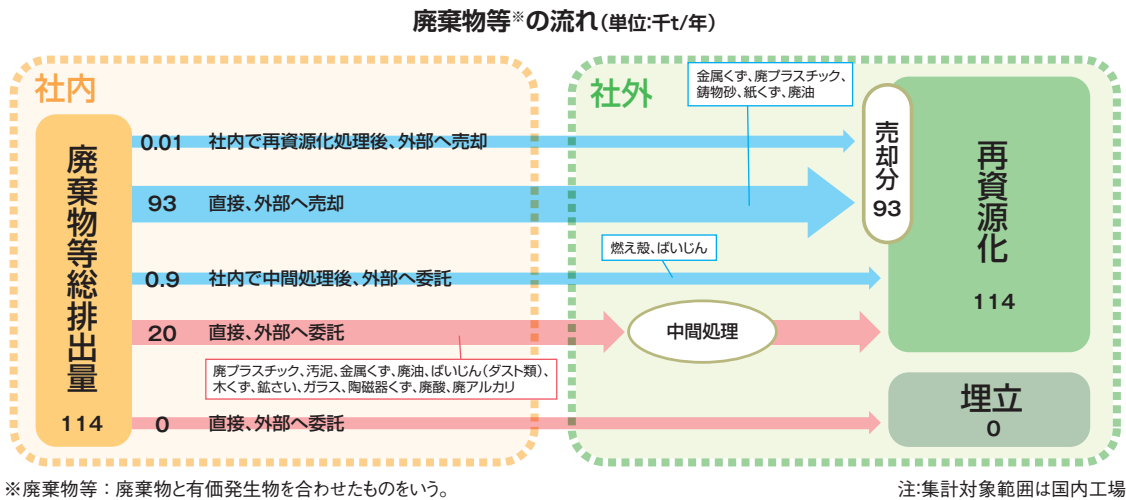 廃棄物等※の流れ(単位:千t/年)
社内
社外
金属くず、廃プラスチック、
鋳物砂、紙くず、廃油
廃棄物等総排出量
114
0.01 社内で再資源化処理後、外部へ売却
93 直接、外部へ売却
売却分
93
再資源化
114
燃え殻、ばいじん
0.9 社内で中間処理後、外部へ委託
20 直接、外部へ委託
中間処理
廃プラスチック、汚泥、金属くず、廃油、ばいじん(ダスト類)、
木くず、鉱さい、ガラス、陶磁器くず、廃酸、廃アルカリ
0 直接、外部へ委託
埋立
0
※廃棄物等：廃棄物と有価発生物を合わせたものをいう。
注:集計対象範囲は国内工場